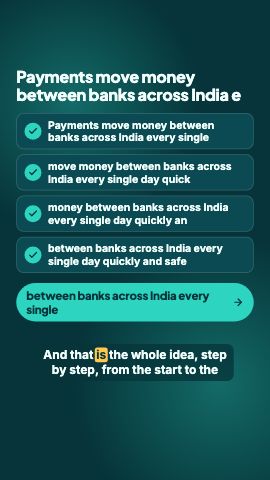 Payments move money
between banks across India e
Payments move money between
banks across India every single
move money between banks across
India every single day quick
money between banks across India
every single day quickly an
between banks across India every
single day quickly and safe
between banks across India every
single
And that is the whole idea, step
by step, from the start to the